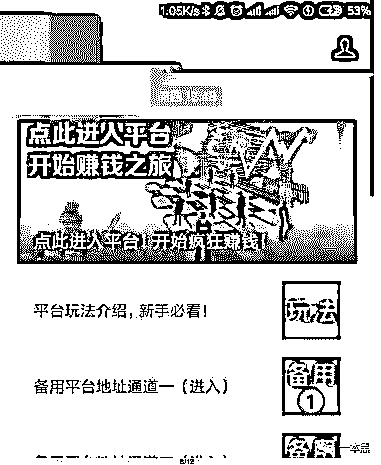 1.05K/s 53%
点此进入平台
开始赚钱之旅
点此进入平台！开始疯狂赚钱！
平台玩法介绍，新手必看！
玩法
备用平台地址通道一（进入）
备用
1